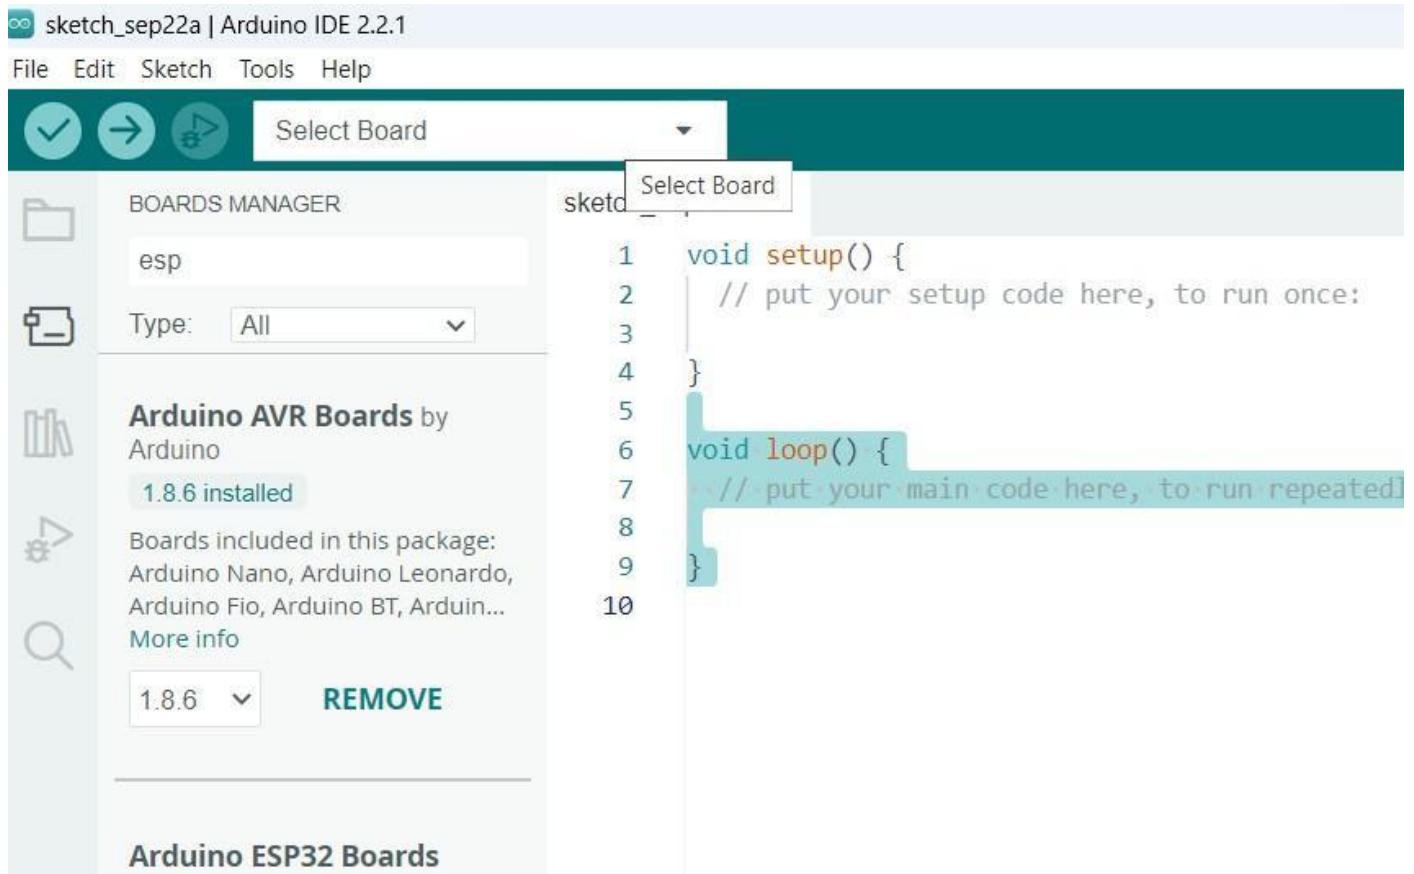 sketch_sep22a | Arduino IDE 2.2.1
File Edit Sketch Tools Help
Select Board
Select Board
BOARDS MANAGER
esp
Type: All
Arduino AVR Boards by
Arduino
1.8.6 installed
Boards included in this package:
Arduino Nano, Arduino Leonardo,
Arduino Fio, Arduino BT, Arduin...
More info
1.8.6 REMOVE
Arduino ESP32 Boards
1 void setup() {
2 // put your setup code here, to run once:
3
4 }
5
6 void loop() {
7 // put your main code here, to run repeatedl
8
9 }
10